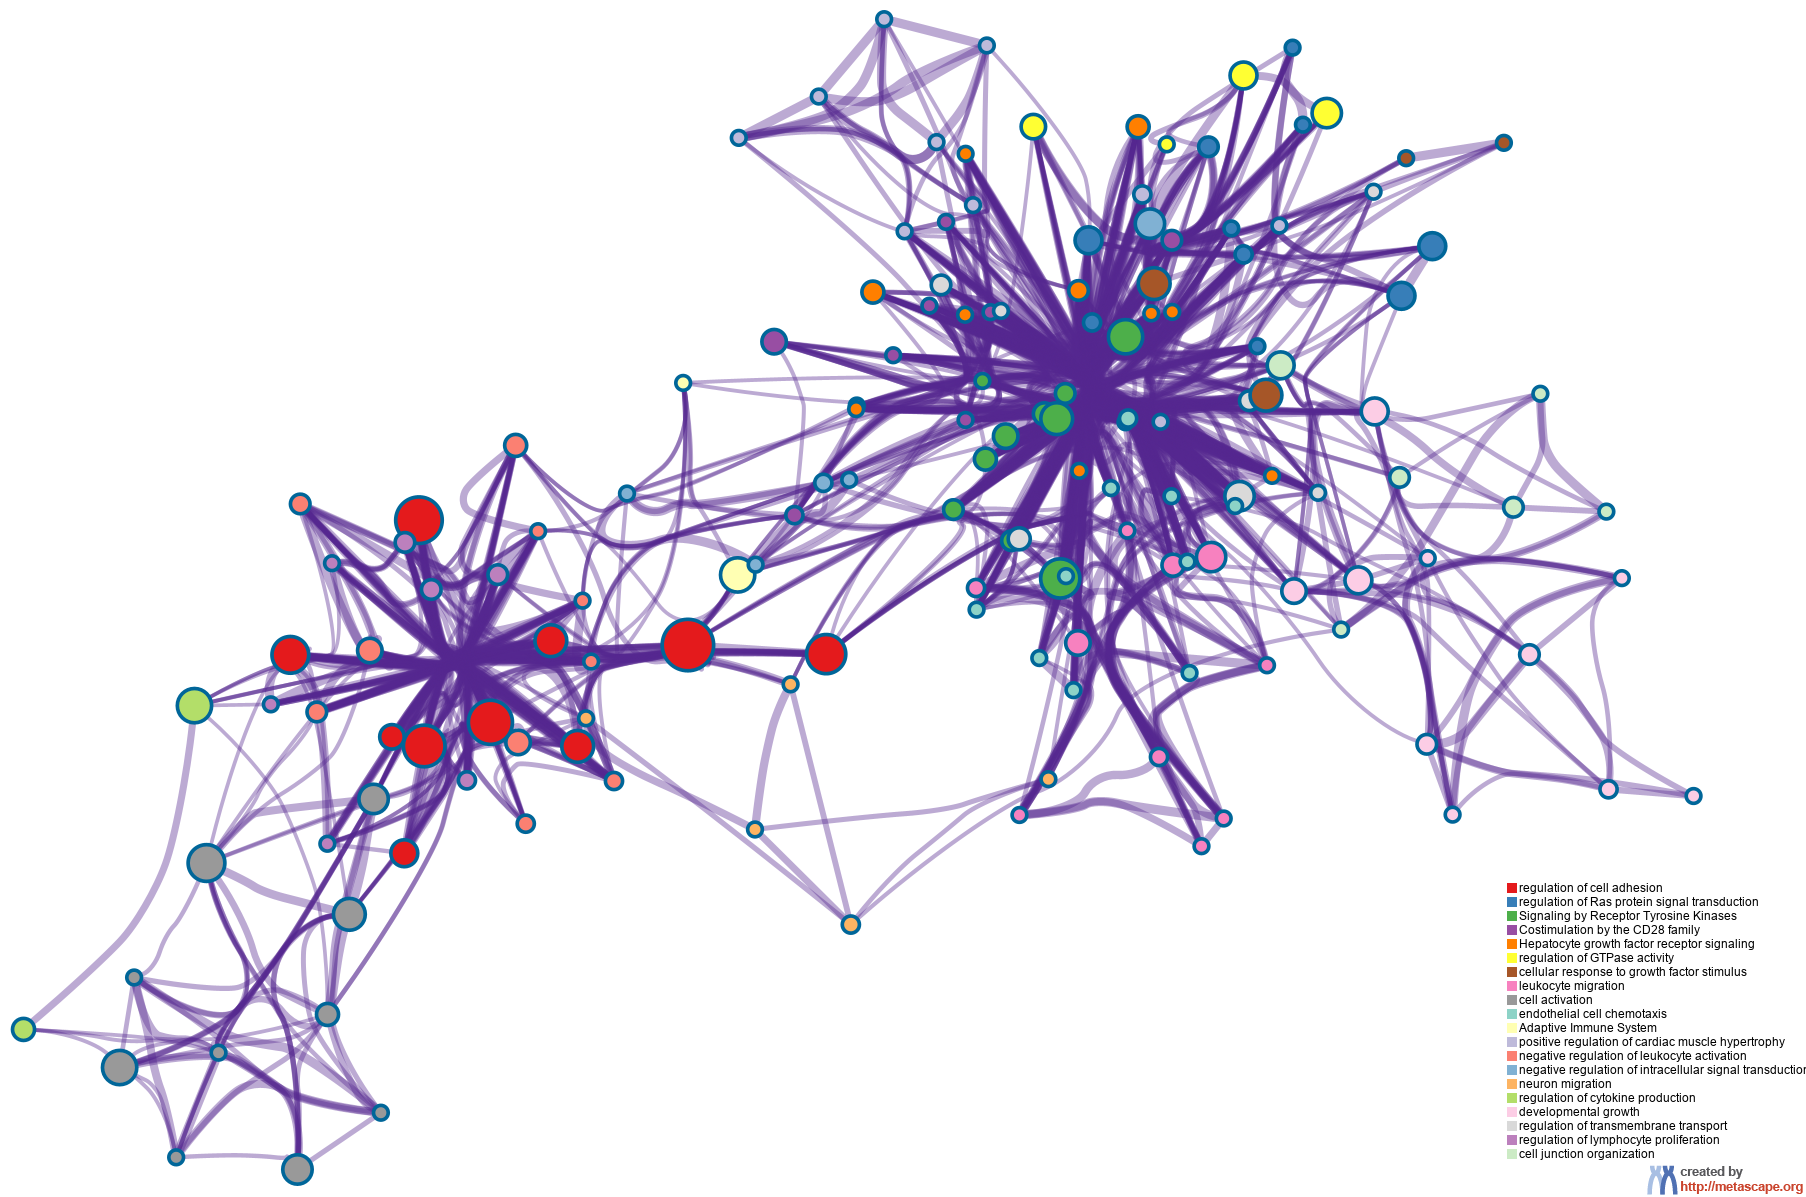 regulation of cell adhesion
regulation of Ras protein signal transduction
Signaling by Receptor Tyrosine Kinases
Costimulation by the CD28 family
Hepatocyte growth factor receptor signaling
regulation of GTPase activity
cellular response to growth factor stimulus
leukocyte migration
cell activation
endothelial cell chemotaxis
Adaptive Immune System
positive regulation of cardiac muscle hypertrophy
negative regulation of leukocyte activation
negative regulation of intracellular signal transduction
neuron migration
regulation of cytokine production
developmental growth
regulation of transmembrane transport
regulation of lymphocyte proliferation
cell junction organization
created by
http://metascape.org